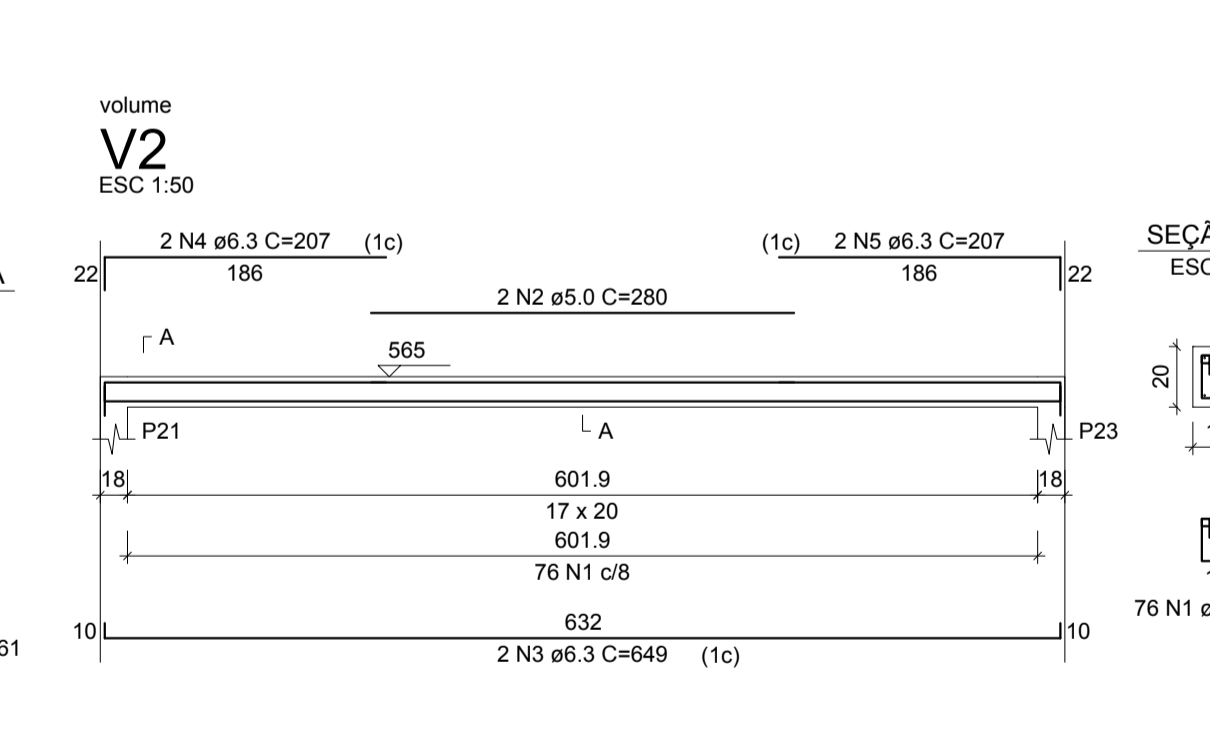 volume
V2
ESC 1:50
2 N4 ø6.3 C=207 (1c)
(1c) 2 N5 ø6.3 C=207
22
186
186
22
2 N2 ø5.0 C=280
A
565
20
P21
A
P23
18
601.9
18
17 x 20
601.9
76 N1 c/8
76 N1
10
632
10
2 N3 ø6.3 C=649 (1c)
61